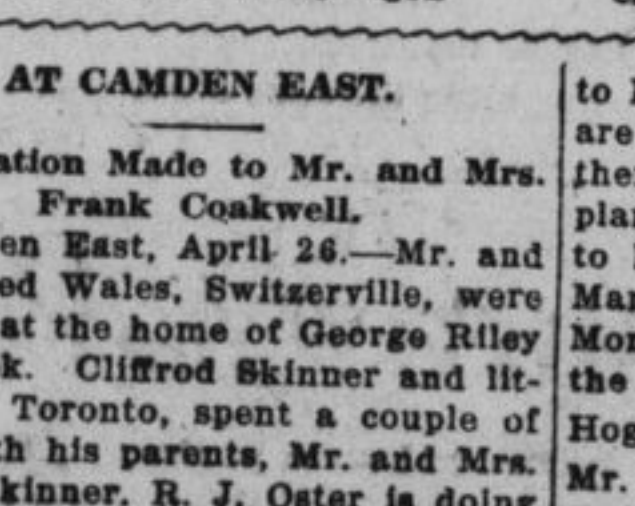 AT CAMDEN EAST.
ation Made to Mr. and Mrs.
Frank Coakwell.
en East, April 26.—Mr. and
ed Wales, Switzerville, were
at the home of George Riley
k. Cliffrod Skinner and lit-
Toronto, spent a couple of
h his parents, Mr. and Mrs.
kinner. R. J. Oster is doing
to
are
the
plan
to
Mar
Mor
the
Hog
Mr.